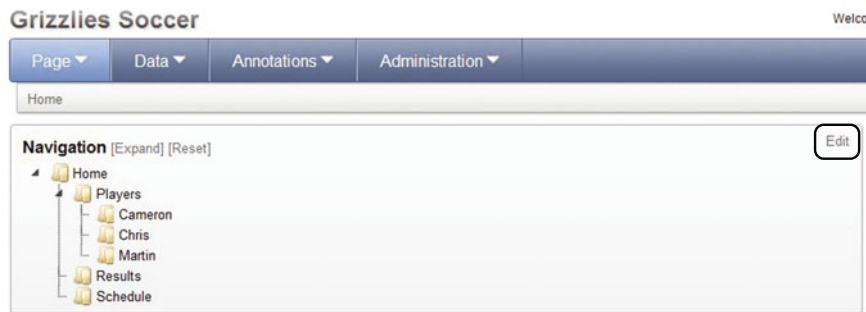 Grizzlies Soccer
Page Data Annotations Administration
Home
Navigation [Expand] [Reset] Edit
Home
Players
Cameron
Chris
Martin
Results
Schedule